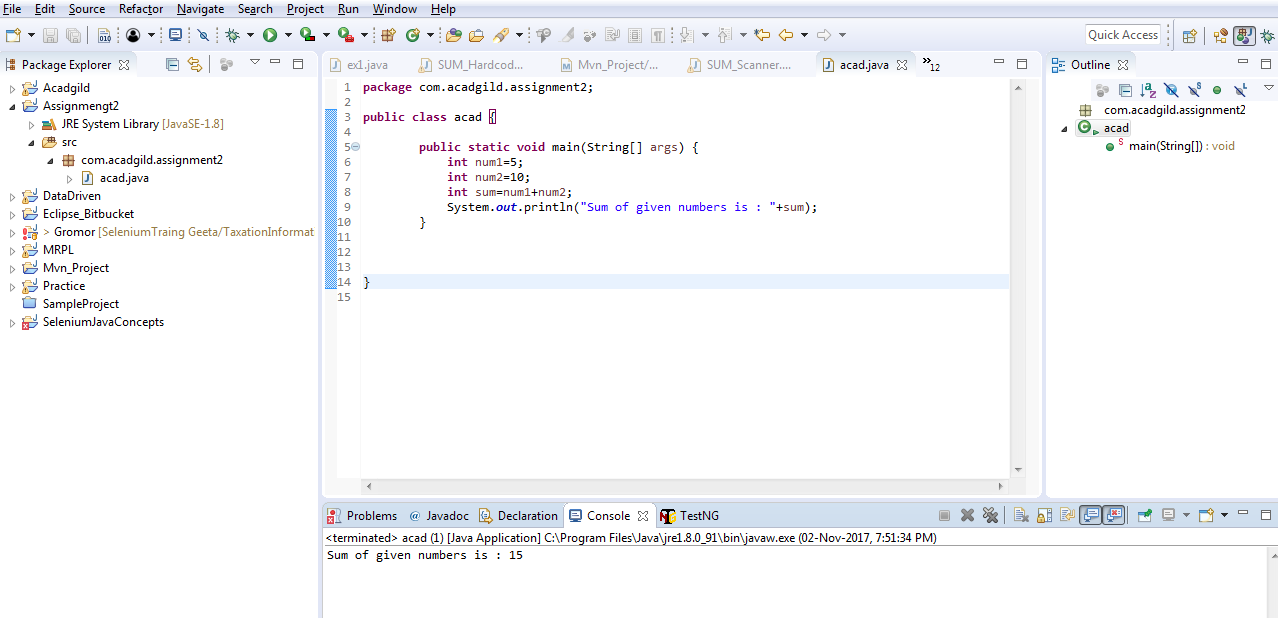 File Edit Source Refactor Navigate Search Project Run Window Help
Quick Access
Package Explorer
Acadgild
Assignmengt2
JRE System Library [JavaSE-1.8]
src
com.acadgild.assignment2
acad.java
DataDriven
Eclipse_Bitbucket
> Gromor [SeleniumTraing Geeta/TaxationInformat
MRPL
Mvn_Project
Practice
SampleProject
SeleniumJavaConcepts
ex1.java SUM_Hardcod... Mvn_Project/... SUM_Scanner.... acad.java »12
1 package com.acadgild.assignment2;
2
3 public class acad {
4
5 public static void main(String[] args) {
6 int num1=5;
7 int num2=10;
8 int sum=num1+num2;
9 System.out.println("Sum of given numbers is : "+sum);
10 }
11
12
13
14 }
15
Outline
com.acadgild.assignment2
acad
main(String[]) : void
Problems @ Javadoc Declaration Console TestNG
<terminated> acad (1) [Java Application] C:\Program Files\Java\jre1.8.0_91\bin\javaw.exe (02-Nov-2017, 7:51:34 PM)
Sum of given numbers is : 15